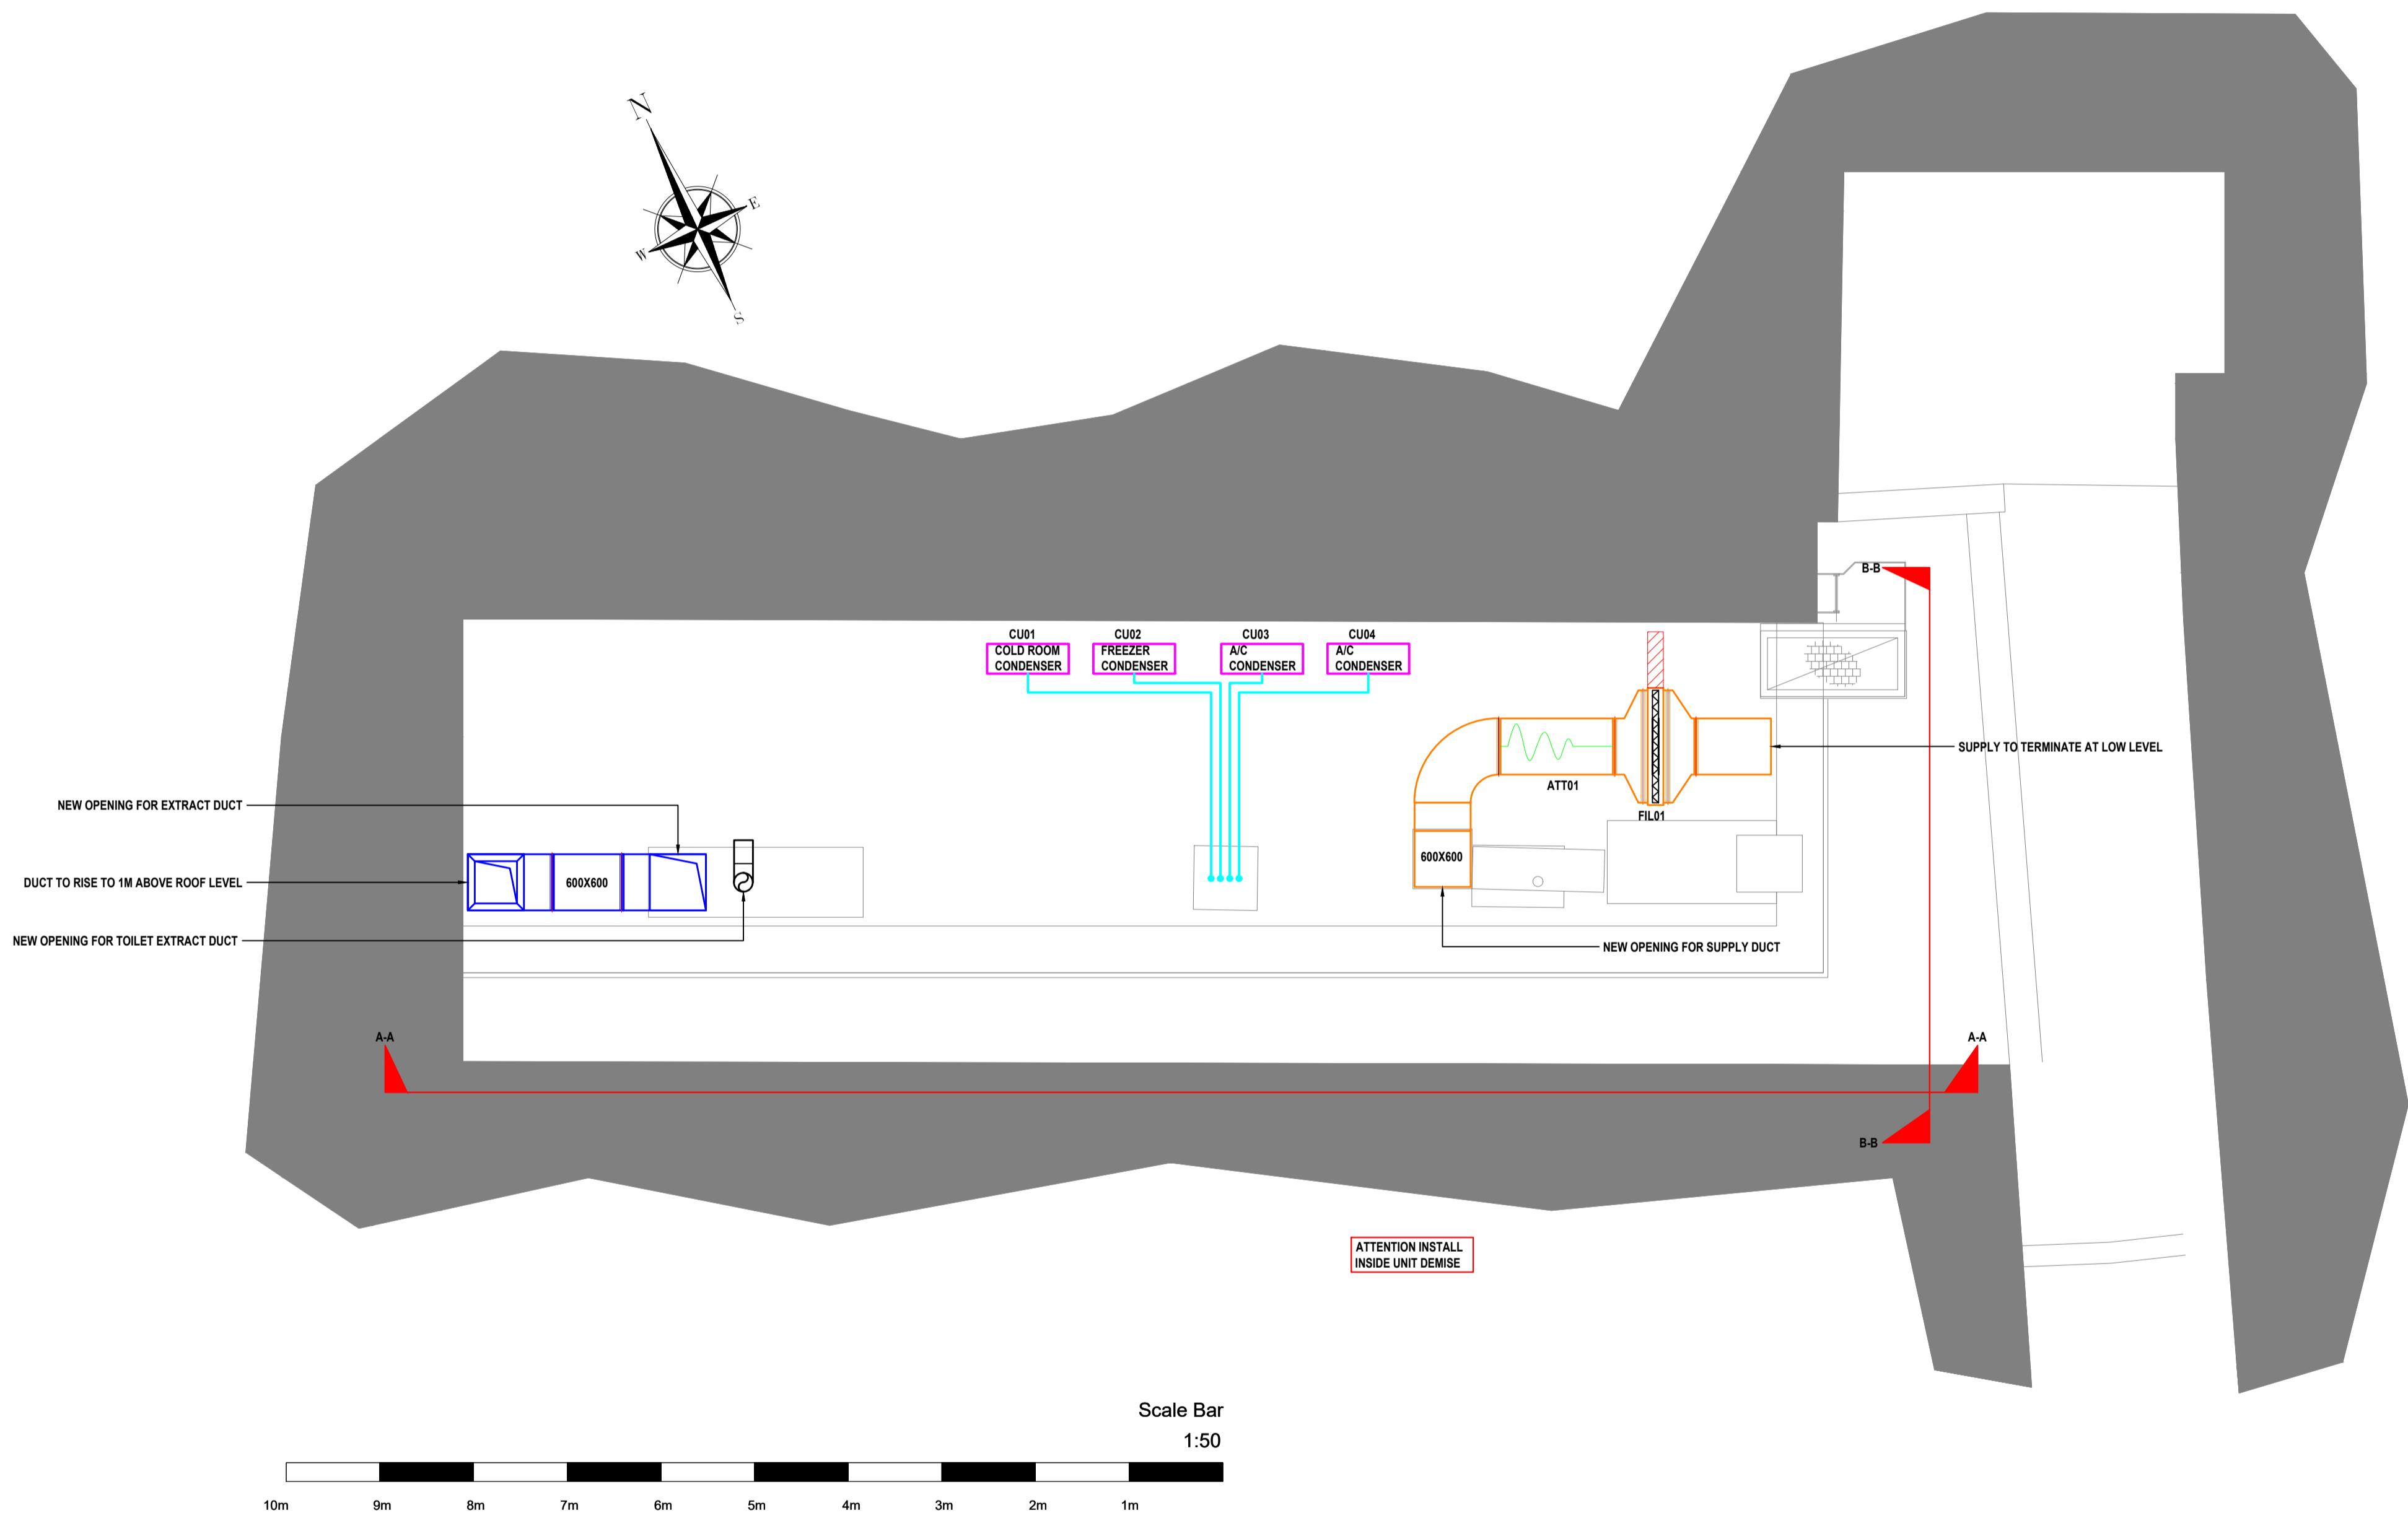 N
E
W
S
B-B
CU01
CU02
CU03
CU04
COLD ROOM
CONDENSER
FREEZER
CONDENSER
A/C
CONDENSER
A/C
CONDENSER
SUPPLY TO TERMINATE AT LOW LEVEL
ATT01
FIL01
NEW OPENING FOR EXTRACT DUCT
600X600
DUCT TO RISE TO 1M ABOVE ROOF LEVEL
600X600
NEW OPENING FOR TOILET EXTRACT DUCT
NEW OPENING FOR SUPPLY DUCT
A-A
A-A
B-B
ATTENTION INSTALL
INSIDE UNIT DEMISE
Scale Bar
1:50
10m 9m 8m 7m 6m 5m 4m 3m 2m 1m